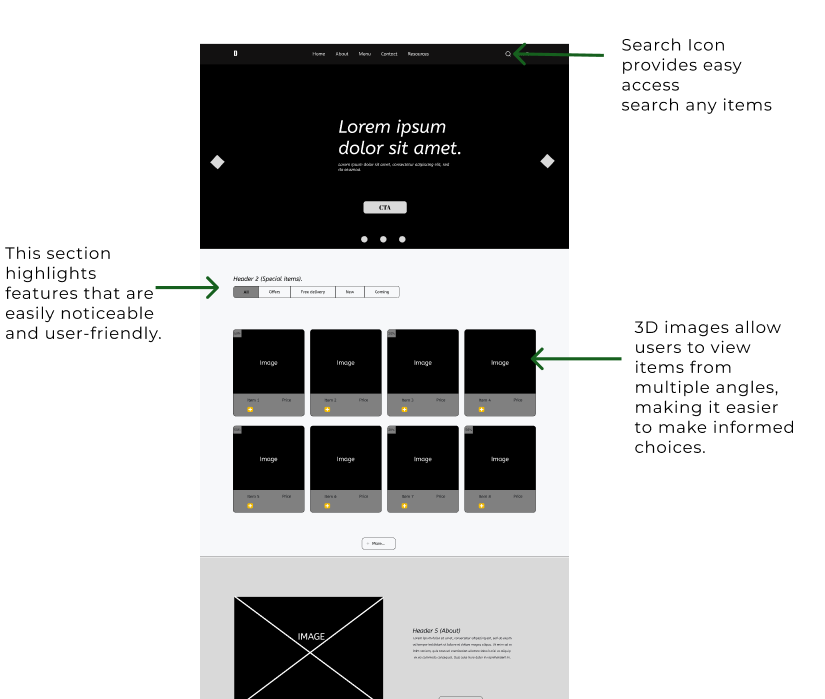 Search Icon
provides easy
access
search any items
Home About Menu Contact Resources
Lorem ipsum
dolor sit amet.
Lorem ipsum dolor sit amet, consectetur adipiscing elit, sed
do eiusmod.
CTA
This section
highlights
features that are
easily noticeable
and user-friendly.
Header 2 (Special Items).
All Offers Free delivery New Coming
Image Image Image Image
Item 1 Price Item 2 Price Item 3 Price Item 4 Price
3D images allow
users to view
items from
multiple angles,
making it easier
to make informed
choices.
Image Image Image Image
Item 5 Price Item 6 Price Item 7 Price Item 8 Price
More...
IMAGE
Header 5 (About)